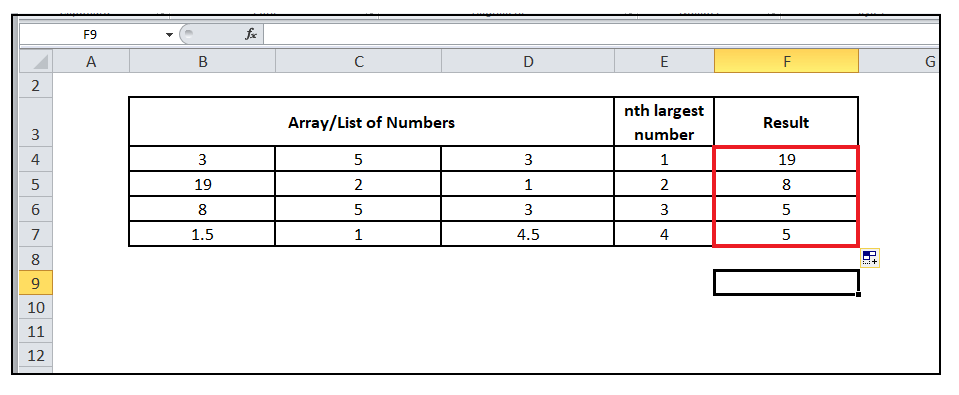 F9 fx
A B C D E F G
2
3 Array/List of Numbers nth largest number Result
4 3 5 3 1 19
5 19 2 1 2 8
6 8 5 3 3 5
7 1.5 1 4.5 4 5
8
9
10
11
12